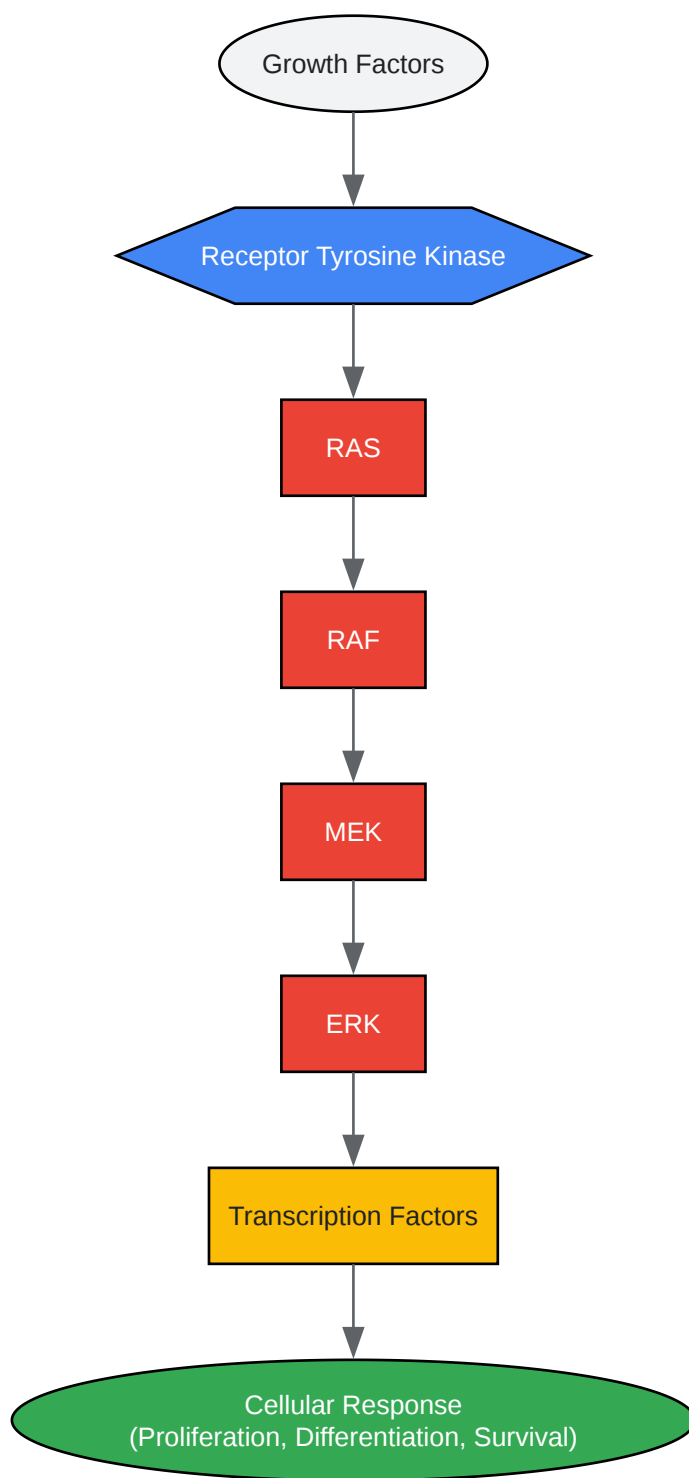 Growth Factors
Receptor Tyrosine Kinase
RAS
RAF
MEK
ERK
Transcription Factors
Cellular Response
(Proliferation, Differentiation, Survival)